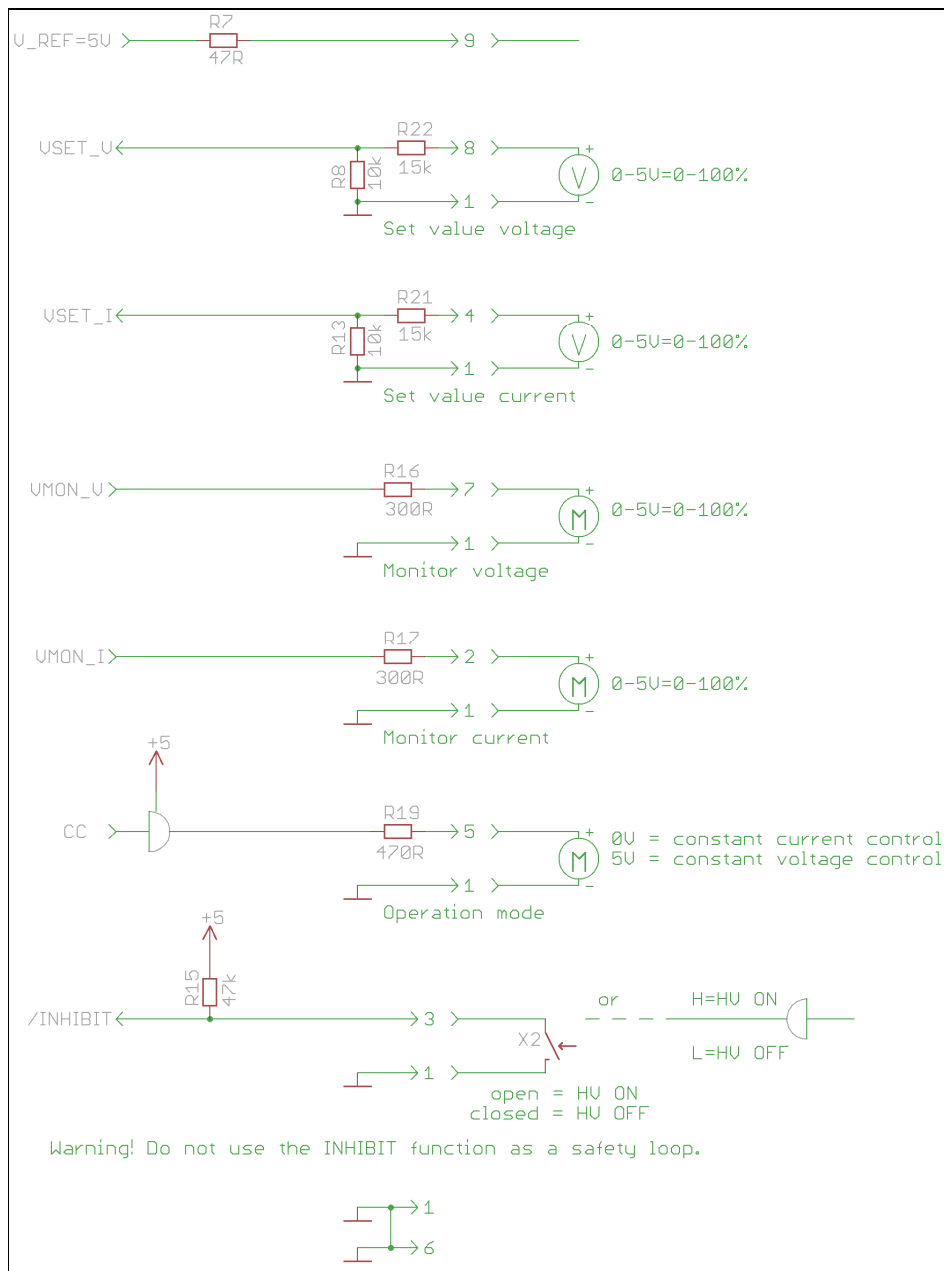 R7
V_REF=5V
9
47R
R22
VSET_V
8
+
R8
10k
15k
V
0-5V=0-100%
1
-
Set value voltage
R21
VSET_I
4
+
R13
10k
15k
V
0-5V=0-100%
1
-
Set value current
R16
VMON_V
7
+
300R
M
0-5V=0-100%
1
-
Monitor voltage
R17
VMON_I
2
+
300R
M
0-5V=0-100%
1
-
Monitor current
+5
R19
CC
5
+
0V = constant current control
470R
M
5V = constant voltage control
1
-
Operation mode
+5
R15
47k
or
H=HV ON
/INHIBIT
3
X2
L=HV OFF
1
open = HV ON
closed = HV OFF
Warning! Do not use the INHIBIT function as a safety loop.
1
6